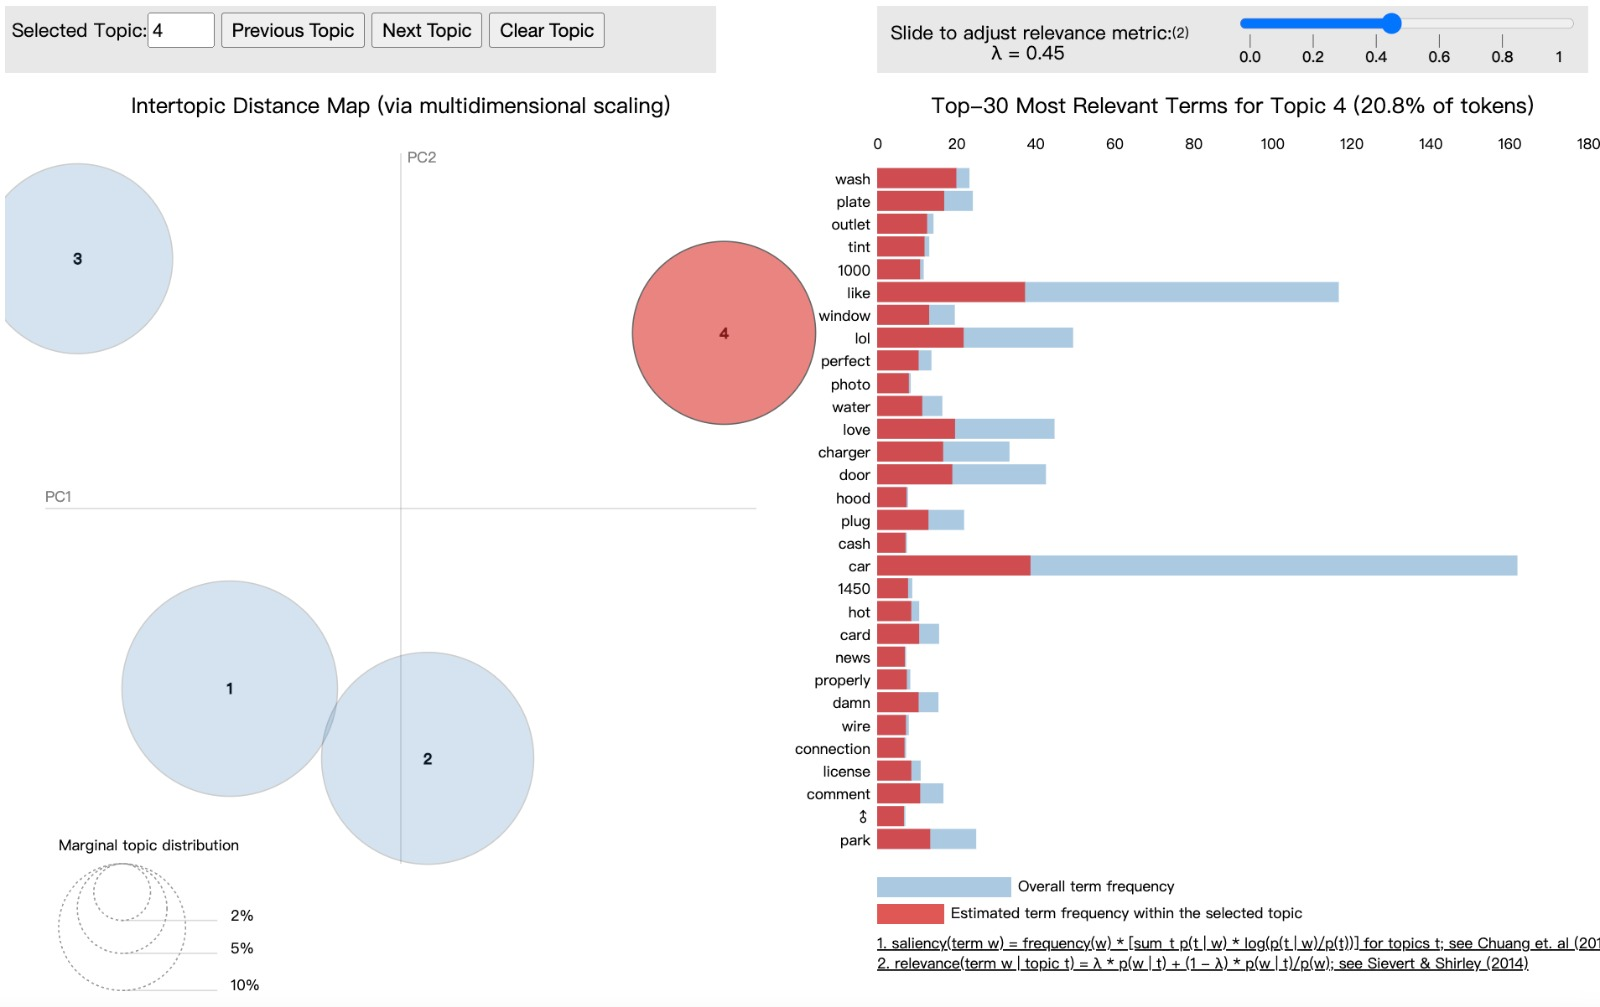 Selected Topic: 4 Previous Topic Next Topic Clear Topic
Slide to adjust relevance metric:(2)
λ = 0.45
0.0 0.2 0.4 0.6 0.8 1
Intertopic Distance Map (via multidimensional scaling)
PC2
PC1
3
4
1
2
Marginal topic distribution
2%
5%
10%
Top-30 Most Relevant Terms for Topic 4 (20.8% of tokens)
0 20 40 60 80 100 120 140 160 180
wash
plate
outlet
tint
1000
like
window
lol
perfect
photo
water
love
charger
door
hood
plug
cash
car
1450
hot
card
news
properly
damn
wire
connection
license
comment
park
Overall term frequency
Estimated term frequency within the selected topic
1. saliency(term w) = frequency(w) * [sum_t p(t | w) * log(p(t | w)/p(t))] for topics t; see Chuang et. al (201
2. relevance(term w | topic t) = λ * p(w | t) + (1 − λ) * p(w | t)/p(w); see Sievert & Shirley (2014)